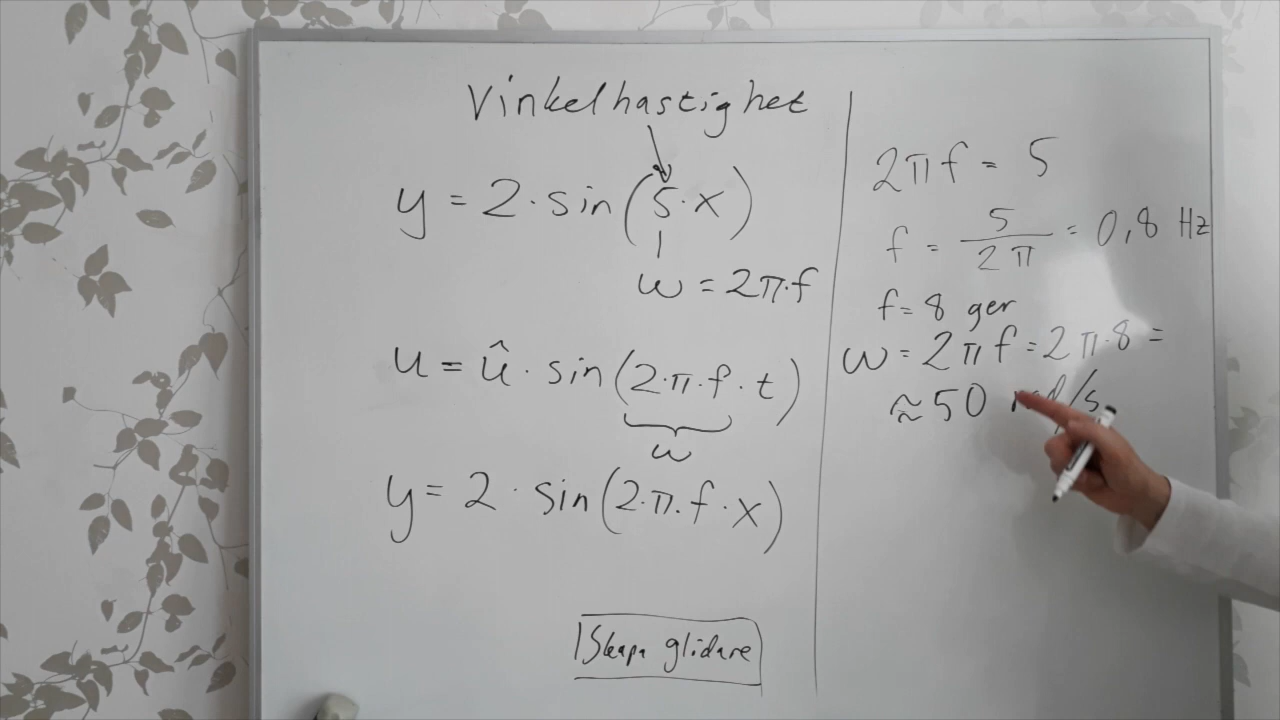 Vinkelhastighet
y = 2·sin(5·x)
ω = 2π·f
u = û · sin(2·π·f·t)
ω
y = 2 · sin(2·π·f·x)
Skapa glidare
2πf = 5
f = 5/2π = 0,8 Hz
f = 8 ger
ω = 2πf = 2π·8 =
≈ 50 rad/s